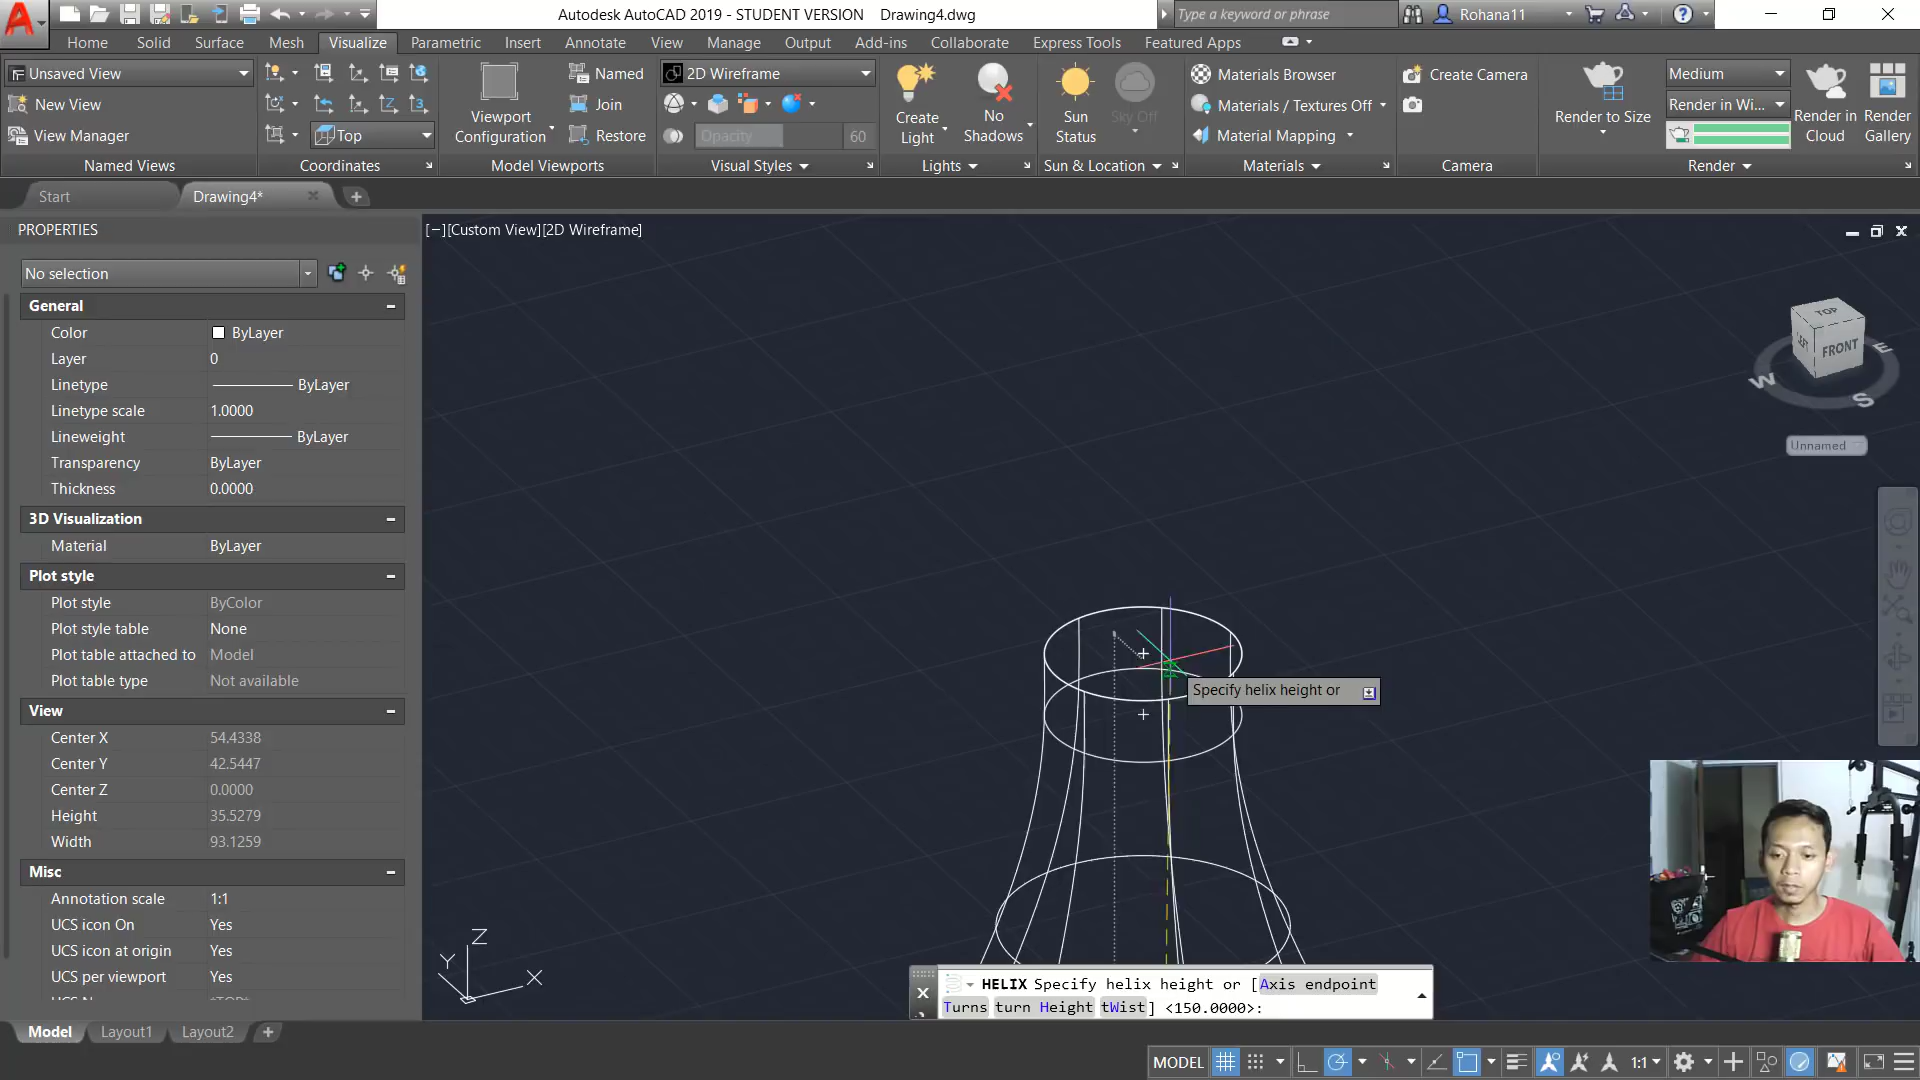 Autodesk AutoCAD 2019 - STUDENT VERSION Drawing4.dwg
Type a keyword or phrase
Rohana11
Home Solid Surface Mesh Visualize Parametric Insert Annotate View Manage Output Add-ins Collaborate Express Tools Featured Apps
Unsaved View
New View
View Manager
Named Views
Top
Coordinates
Viewport
Configuration
Named
Join
Restore
Model Viewports
2D Wireframe
Opacity 60
Visual Styles
Create
Light
No
Shadows
Lights
Sun
Status
Sky Off
Sun & Location
Materials Browser
Materials / Textures Off
Material Mapping
Materials
Create Camera
Camera
Render to Size
Medium
Render in Wi...
Render in
Cloud
Render
Gallery
Render
Start
Drawing4*
PROPERTIES
No selection
General
Color ByLayer
Layer 0
Linetype ByLayer
Linetype scale 1.0000
Lineweight ByLayer
Transparency ByLayer
Thickness 0.0000
3D Visualization
Material ByLayer
Plot style
Plot style ByColor
Plot style table None
Plot table attached to Model
Plot table type Not available
View
Center X 54.4338
Center Y 42.5447
Center Z 0.0000
Height 35.5279
Width 93.1259
Misc
Annotation scale 1:1
UCS icon On Yes
UCS icon at origin Yes
UCS per viewport Yes
[−][Custom View][2D Wireframe]
TOP
LEFT
FRONT
E
W
S
Unnamed
Specify helix height or
Z
Y
X
HELIX Specify helix height or [Axis endpoint
Turns turn Height tWist] <150.0000>:
Model Layout1 Layout2
MODEL 1:1